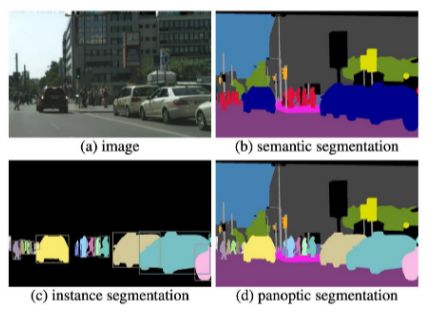 (a) image
(b) semantic segmentation
(c) instance segmentation
(d) panoptic segmentation